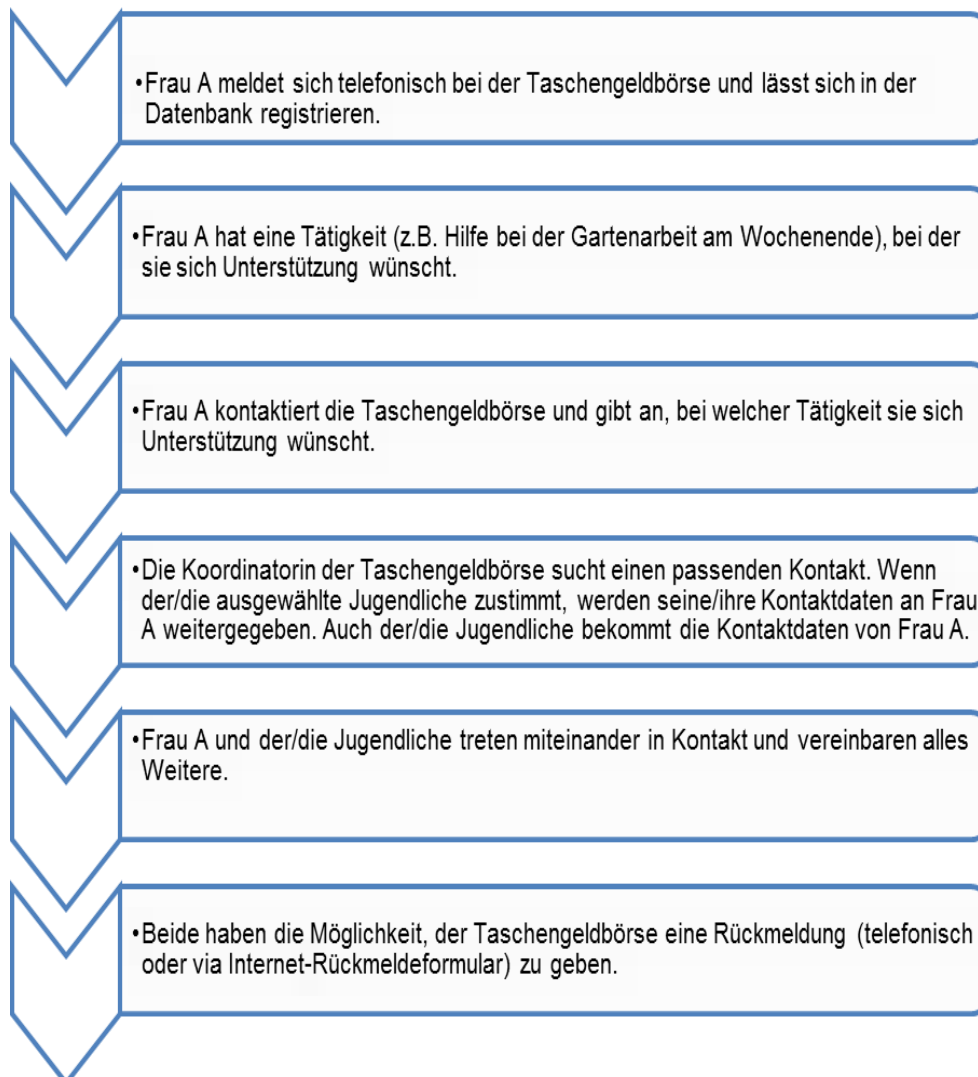 •Frau A meldet sich telefonisch bei der Taschengeldbörse und lässt sich in der
Datenbank registrieren.
•Frau A hat eine Tätigkeit (z.B. Hilfe bei der Gartenarbeit am Wochenende), bei der
sie sich Unterstützung wünscht.
•Frau A kontaktiert die Taschengeldbörse und gibt an, bei welcher Tätigkeit sie sich
Unterstützung wünscht.
•Die Koordinatorin der Taschengeldbörse sucht einen passenden Kontakt. Wenn
der/die ausgewählte Jugendliche zustimmt, werden seine/ihre Kontaktdaten an Frau
A weitergegeben. Auch der/die Jugendliche bekommt die Kontaktdaten von Frau A.
•Frau A und der/die Jugendliche treten miteinander in Kontakt und vereinbaren alles
Weitere.
•Beide haben die Möglichkeit, der Taschengeldbörse eine Rückmeldung (telefonisch
oder via Internet-Rückmeldeformular) zu geben.